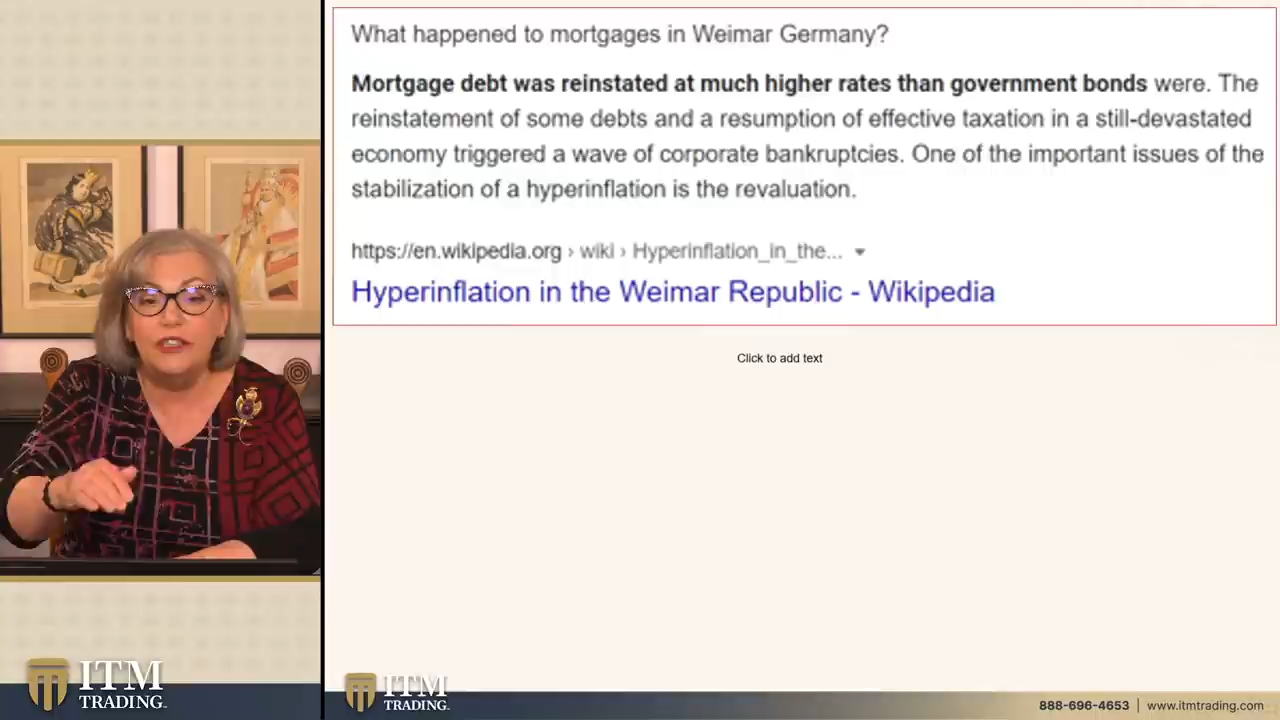 What happened to mortgages in Weimar Germany?
Mortgage debt was reinstated at much higher rates than government bonds were. The
reinstatement of some debts and a resumption of effective taxation in a still-devastated
economy triggered a wave of corporate bankruptcies. One of the important issues of the
stabilization of a hyperinflation is the revaluation.
https://en.wikipedia.org › wiki › Hyperinflation_in_the...
Hyperinflation in the Weimar Republic - Wikipedia
Click to add text
ITM
TRADING
ITM
TRADING
888-696-4653 | www.itmtrading.com